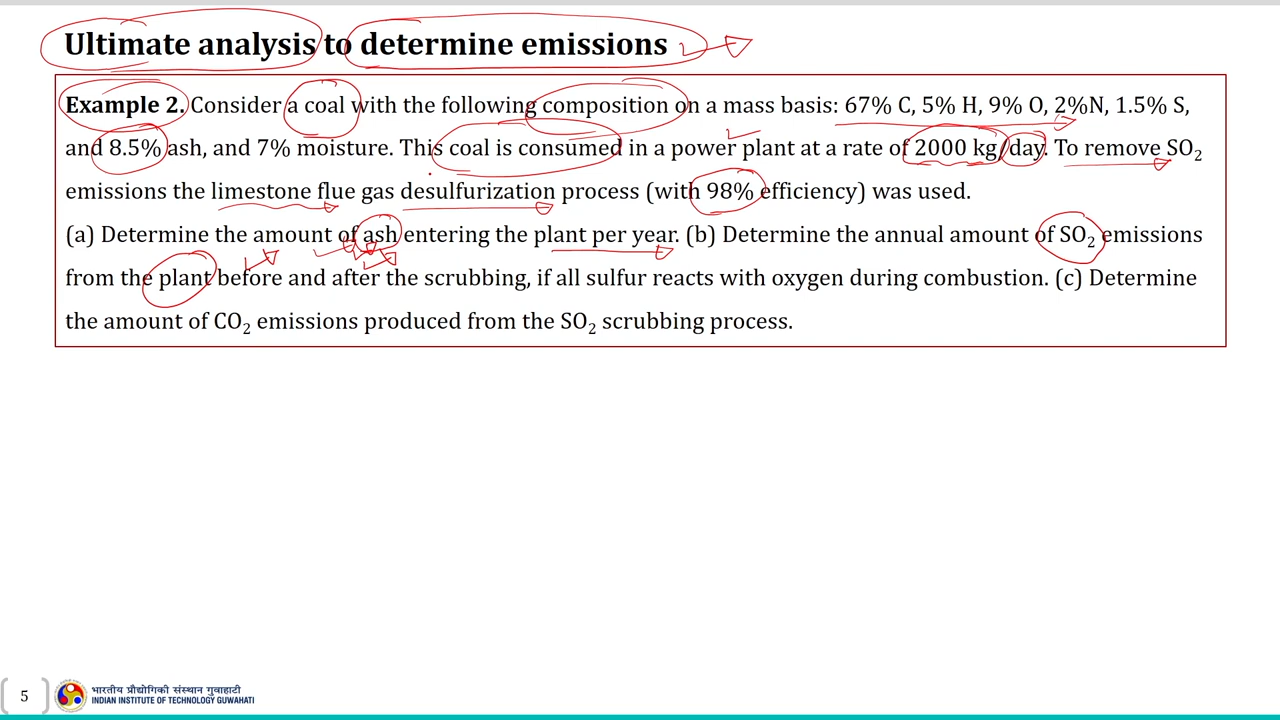 Ultimate analysis to determine emissions
Example 2. Consider a coal with the following composition on a mass basis: 67% C, 5% H, 9% O, 2%N, 1.5% S,
and 8.5% ash, and 7% moisture. This coal is consumed in a power plant at a rate of 2000 kg/day. To remove SO₂
emissions the limestone flue gas desulfurization process (with 98% efficiency) was used.
(a) Determine the amount of ash entering the plant per year. (b) Determine the annual amount of SO₂ emissions
from the plant before and after the scrubbing, if all sulfur reacts with oxygen during combustion. (c) Determine
the amount of CO₂ emissions produced from the SO₂ scrubbing process.
5
भारतीय प्रौद्योगिकी संस्थान गुवाहाटी
INDIAN INSTITUTE OF TECHNOLOGY GUWAHATI